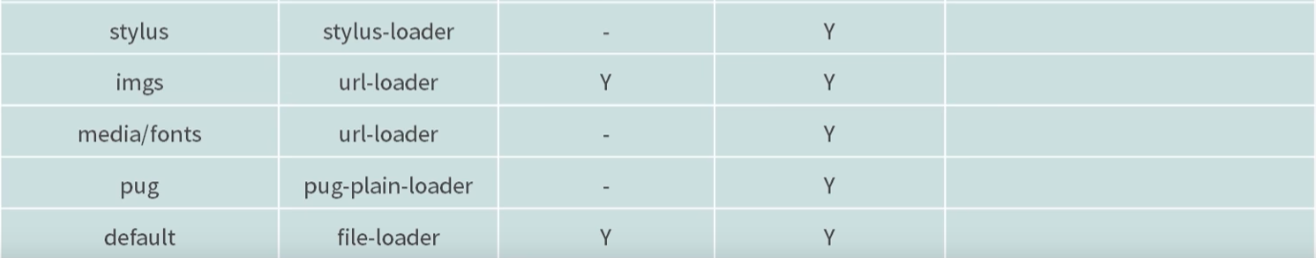 stylus stylus-loader - Y
imgs url-loader Y Y
media/fonts url-loader - Y
pug pug-plain-loader - Y
default file-loader Y Y